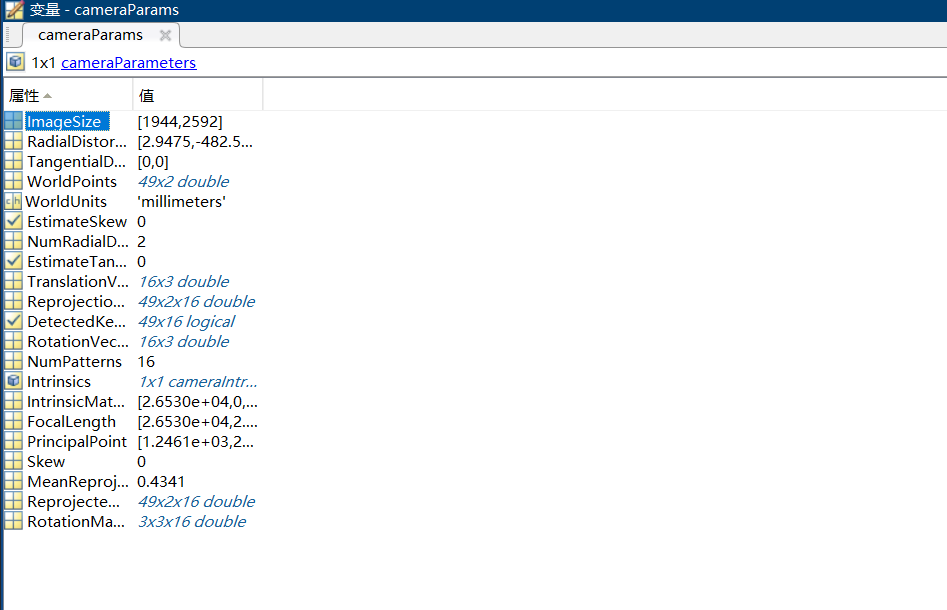 变量 - cameraParams
cameraParams
1x1 cameraParameters
属性 值
ImageSize [1944,2592]
RadialDistor... [2.9475,-482.5...
TangentialD... [0,0]
WorldPoints 49x2 double
ch WorldUnits 'millimeters'
EstimateSkew 0
NumRadialD... 2
EstimateTan... 0
TranslationV... 16x3 double
Reprojectio... 49x2x16 double
DetectedKe... 49x16 logical
RotationVec... 16x3 double
NumPatterns 16
Intrinsics 1x1 cameraIntr...
IntrinsicMat... [2.6530e+04,0,...
FocalLength [2.6530e+04,2....
PrincipalPoint [1.2461e+03,2...
Skew 0
MeanReproj... 0.4341
Reprojecte... 49x2x16 double
RotationMa... 3x3x16 double